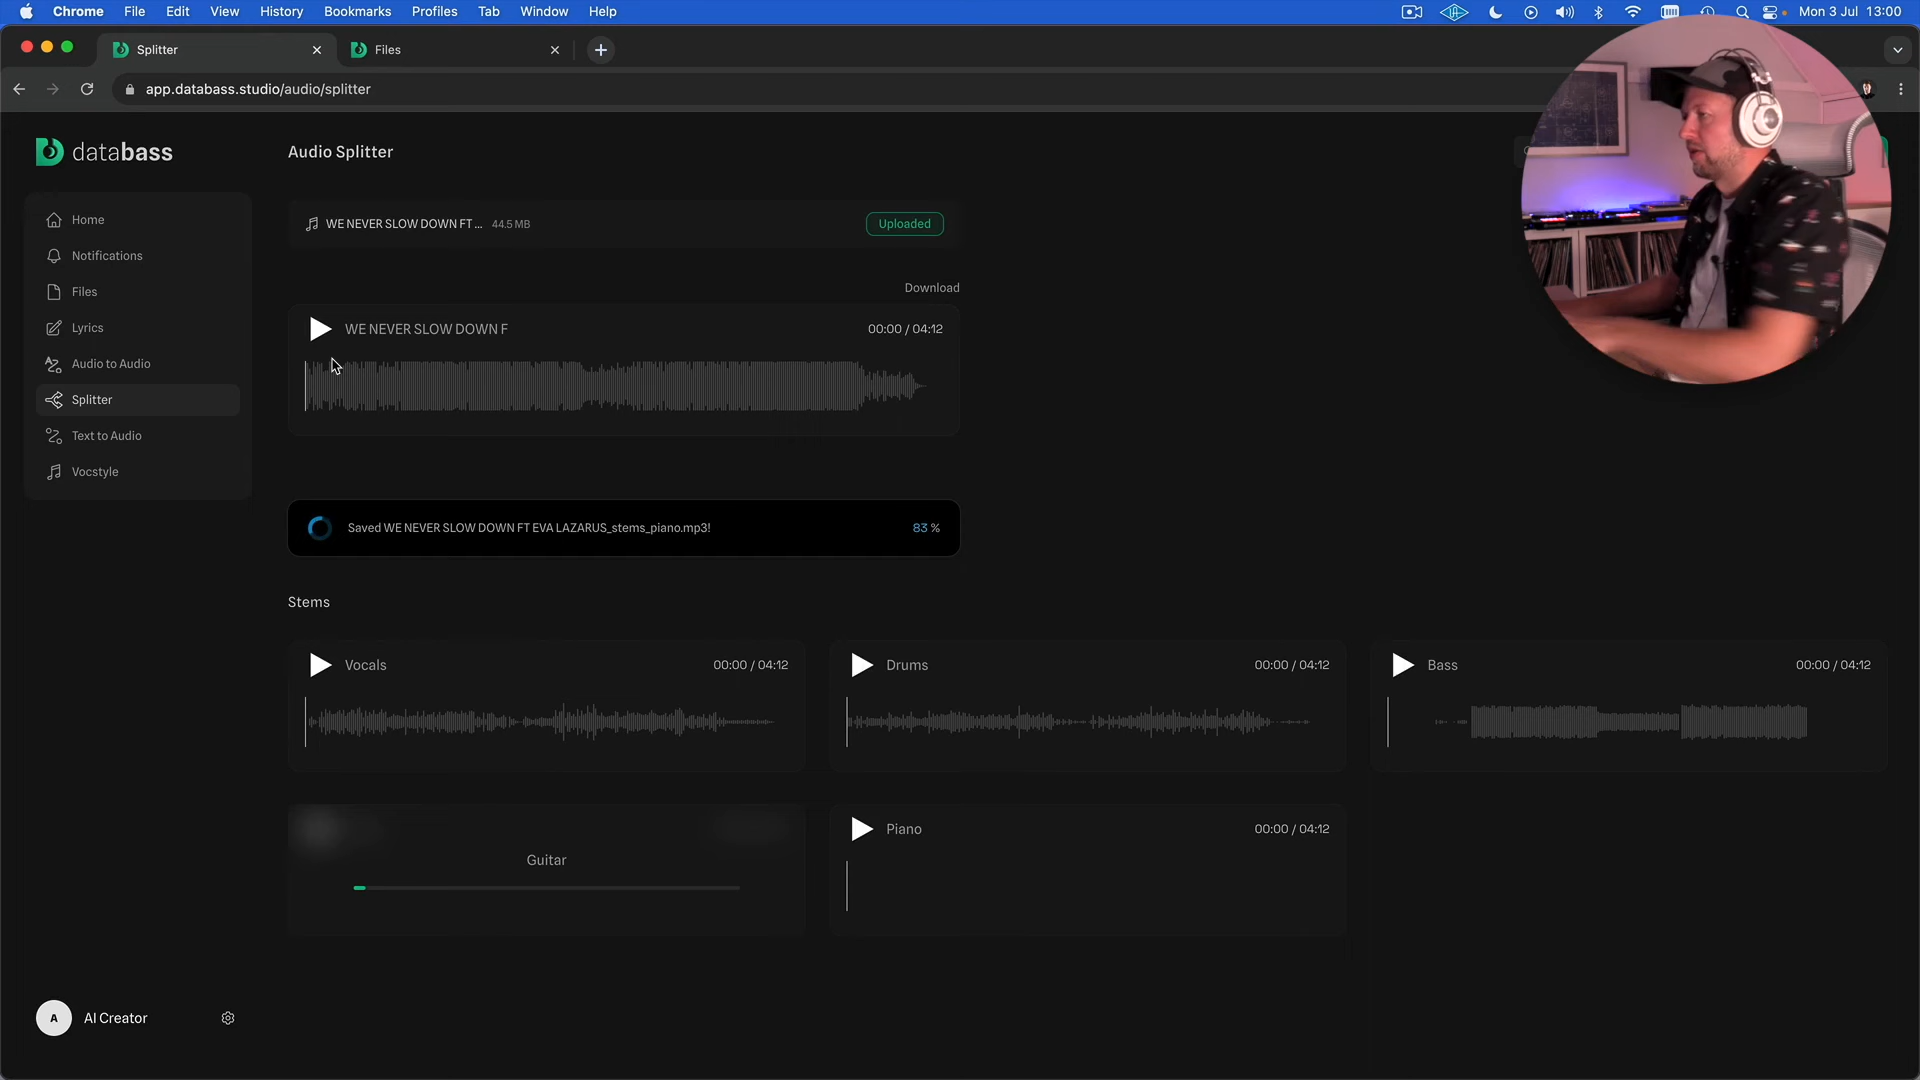 Chrome File Edit View History Bookmarks Profiles Tab Window Help Mon 3 Jul 13:00
Splitter Files
app.databass.studio/audio/splitter
databass
Audio Splitter
Home
Notifications
Files
Lyrics
Audio to Audio
Splitter
Text to Audio
Vocstyle
WE NEVER SLOW DOWN FT ... 44.5 MB Uploaded
Download
WE NEVER SLOW DOWN F 00:00 / 04:12
Saved WE NEVER SLOW DOWN FT EVA LAZARUS_stems_piano.mp3! 83 %
Stems
Vocals 00:00 / 04:12
Drums 00:00 / 04:12
Bass 00:00 / 04:12
Guitar
Piano 00:00 / 04:12
A AI Creator